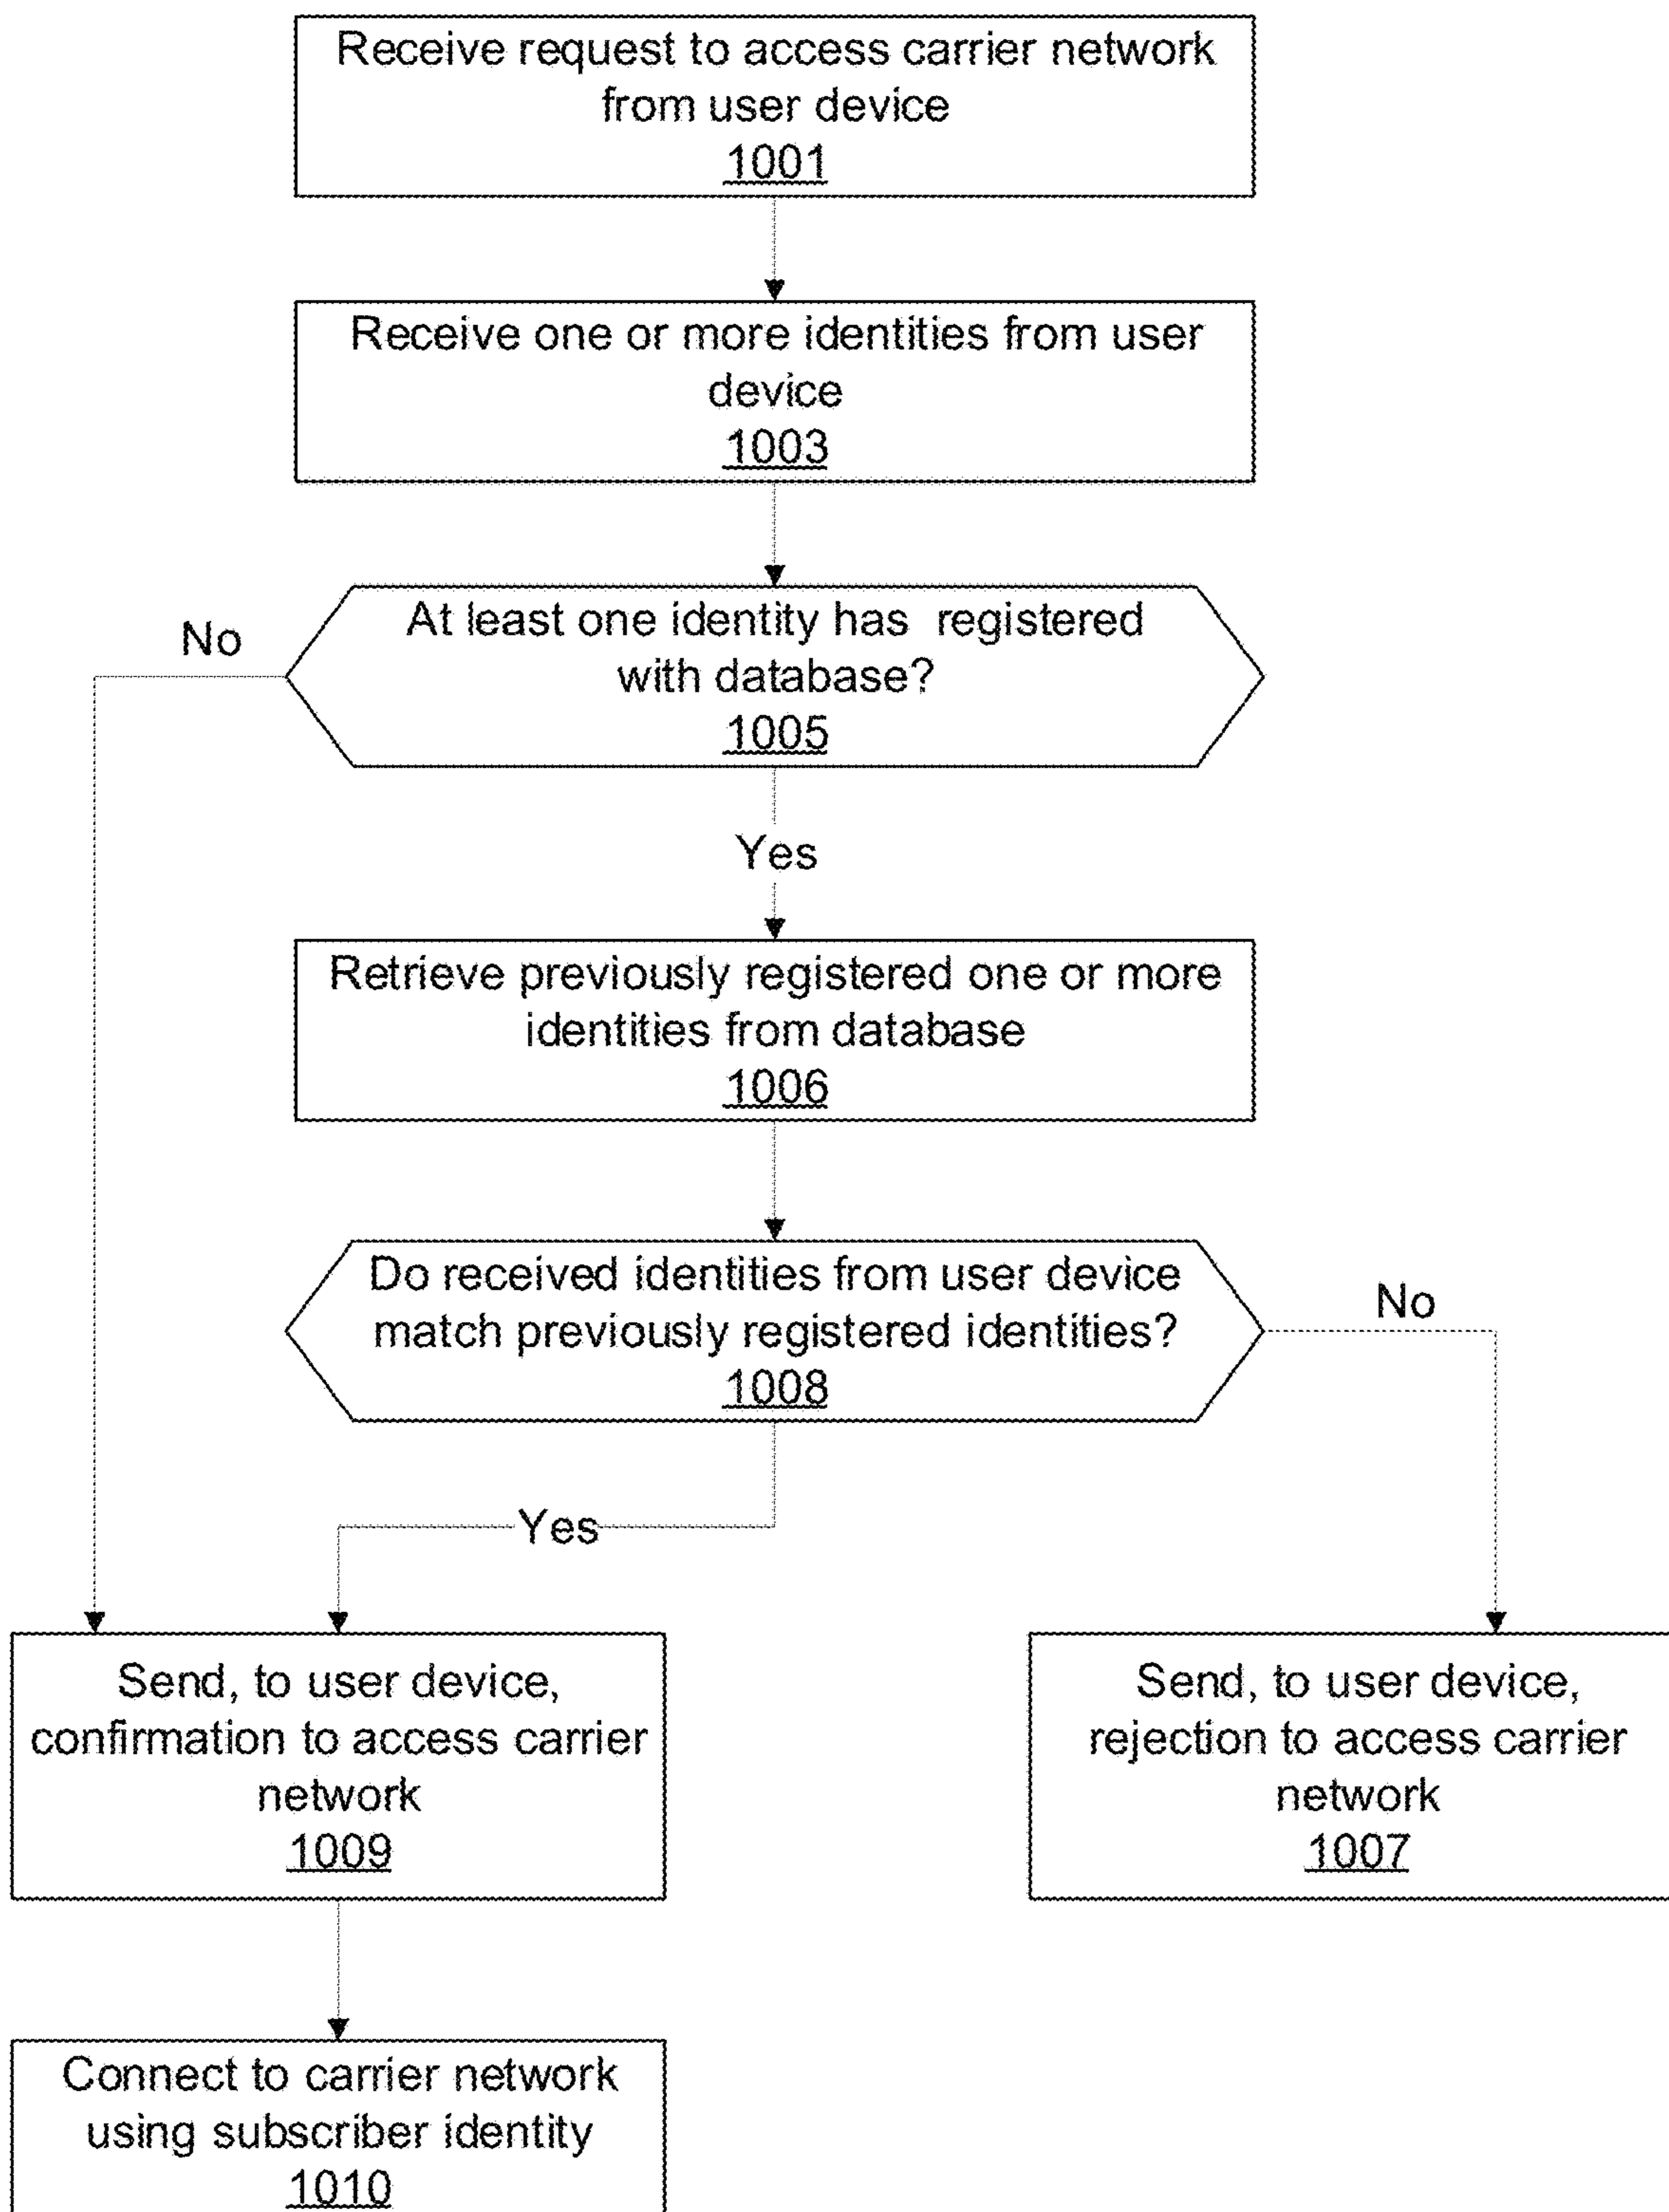 Receive request to access carrier network
from user device
1001
Receive one or more identities from user
device
1003
At least one identity has registered
with database?
1005
No
Yes
Retrieve previously registered one or more
identities from database
1006
Do received identities from user device
match previously registered identities?
1008
No
Yes
Send, to user device,
confirmation to access carrier
network
1009
Send, to user device,
rejection to access carrier
network
1007
Connect to carrier network
using subscriber identity
1010